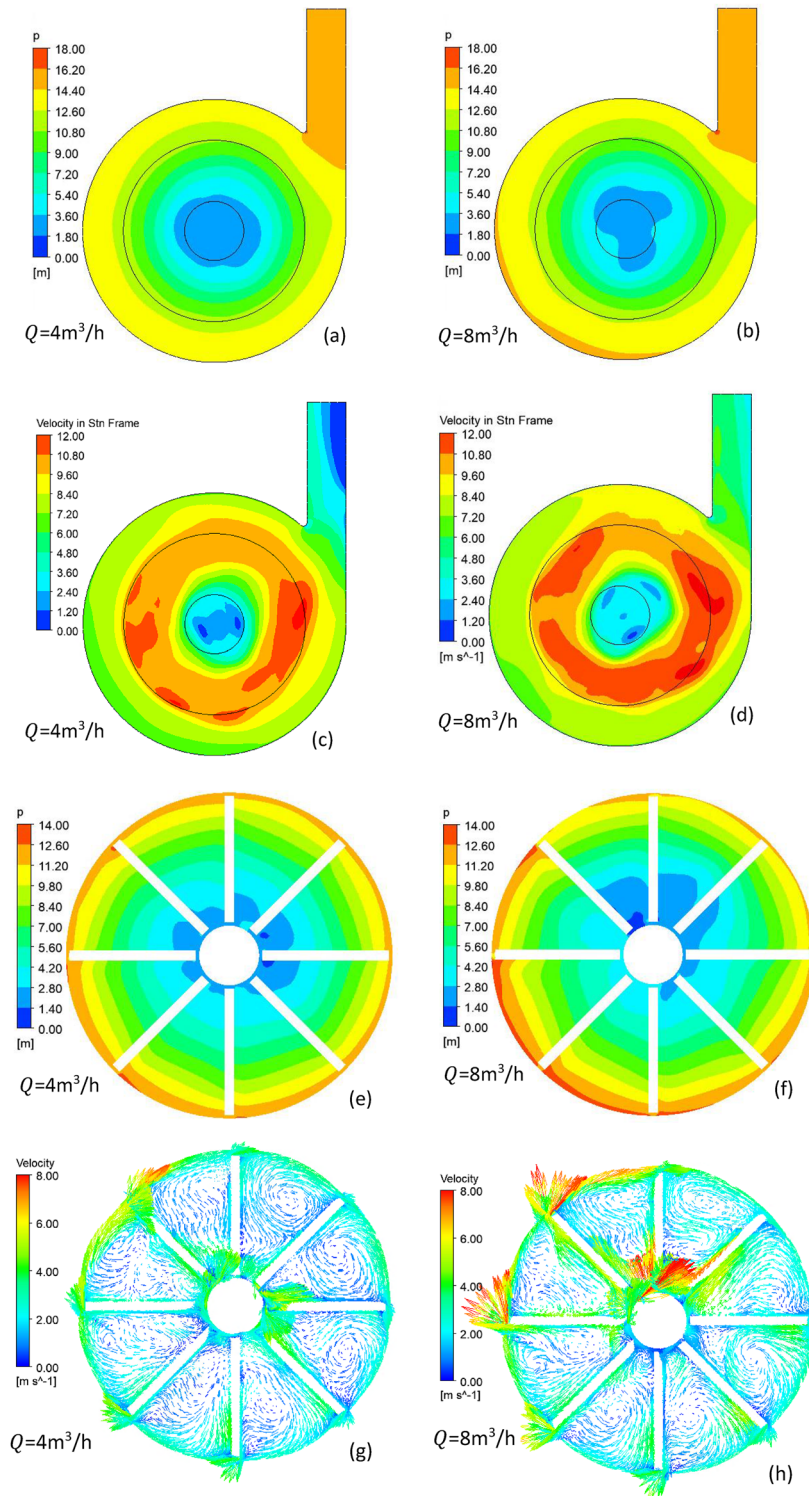 p
18.00
16.20
14.40
12.60
10.80
9.00
7.20
5.40
3.60
1.80
0.00
[m]
Q=4m³/h
(a)
p
18.00
16.20
14.40
12.60
10.80
9.00
7.20
5.40
3.60
1.80
0.00
[m]
Q=8m³/h
(b)
Velocity in Stn Frame
12.00
10.80
9.60
8.40
7.20
6.00
4.80
3.60
2.40
1.20
0.00
Q=4m³/h
(c)
Velocity in Stn Frame
12.00
10.80
9.60
8.40
7.20
6.00
4.80
3.60
2.40
1.20
0.00
[m s^-1]
Q=8m³/h
(d)
p
14.00
12.60
11.20
9.80
8.40
7.00
5.60
4.20
2.80
1.40
0.00
[m]
Q=4m³/h
(e)
p
14.00
12.60
11.20
9.80
8.40
7.00
5.60
4.20
2.80
1.40
0.00
[m]
Q=8m³/h
(f)
Velocity
8.00
6.00
4.00
2.00
0.00
[m s^-1]
Q=4m³/h
(g)
Velocity
8.00
6.00
4.00
2.00
0.00
[m s^-1]
Q=8m³/h
(h)